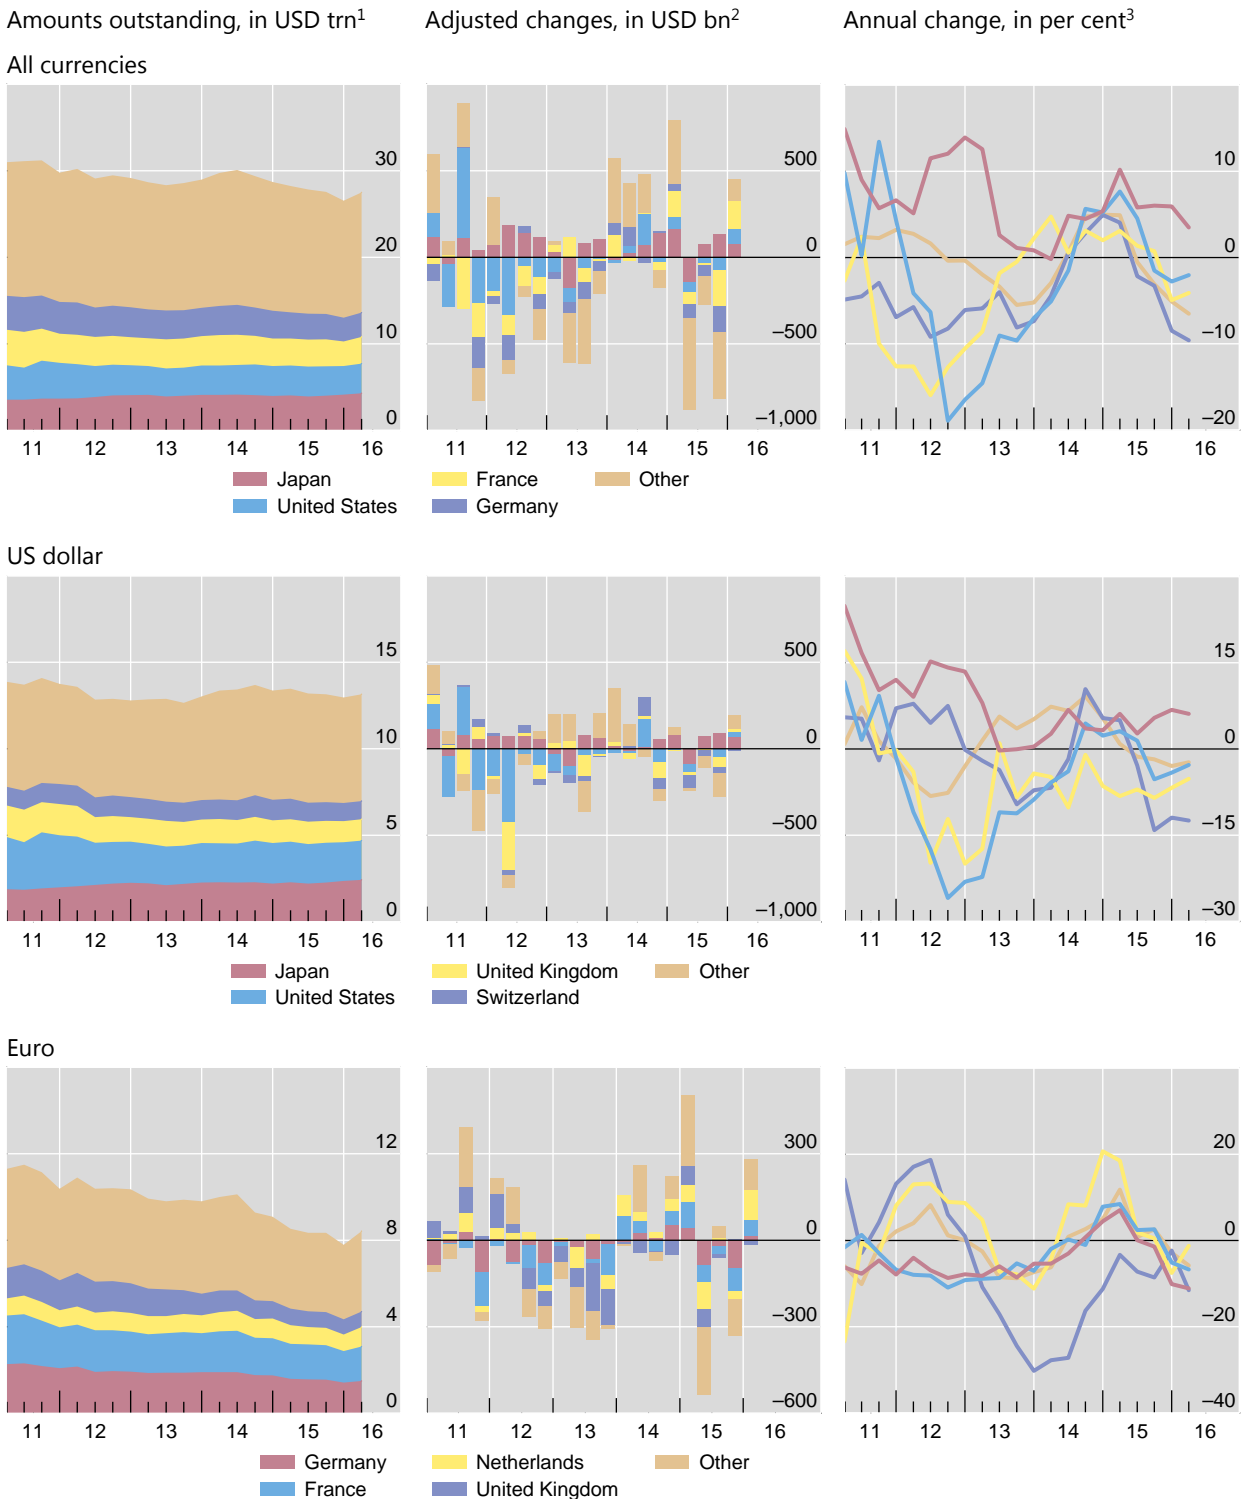 Amounts outstanding, in USD trn1 Adjusted changes, in USD bn2 Annual change, in per cent3
All currencies
30
20
10
0
11 12 13 14 15 16
500
0
–500
–1,000
11 12 13 14 15 16
10
0
–10
–20
11 12 13 14 15 16
Japan France Other
United States Germany
US dollar
15
10
5
0
11 12 13 14 15 16
500
0
–500
–1,000
11 12 13 14 15 16
15
0
–15
–30
11 12 13 14 15 16
Japan United Kingdom Other
United States Switzerland
Euro
12
8
4
0
11 12 13 14 15 16
300
0
–300
–600
11 12 13 14 15 16
20
0
–20
–40
11 12 13 14 15 16
Germany Netherlands Other
France United Kingdom